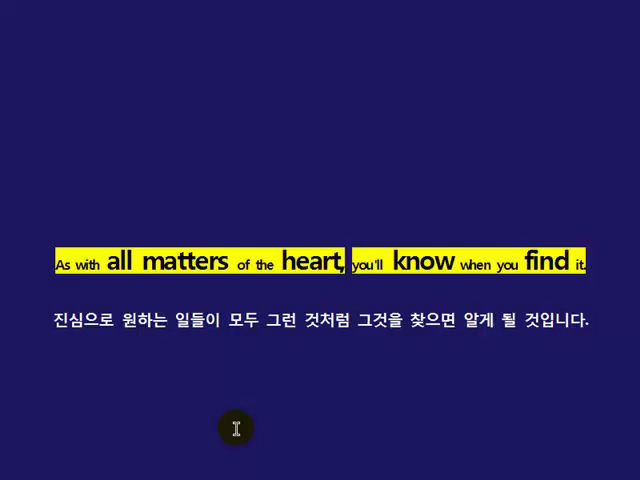 As with all matters of the heart, you'll know when you find it.
진심으로 원하는 일들이 모두 그런 것처럼 그것을 찾으면 알게 될 것입니다.